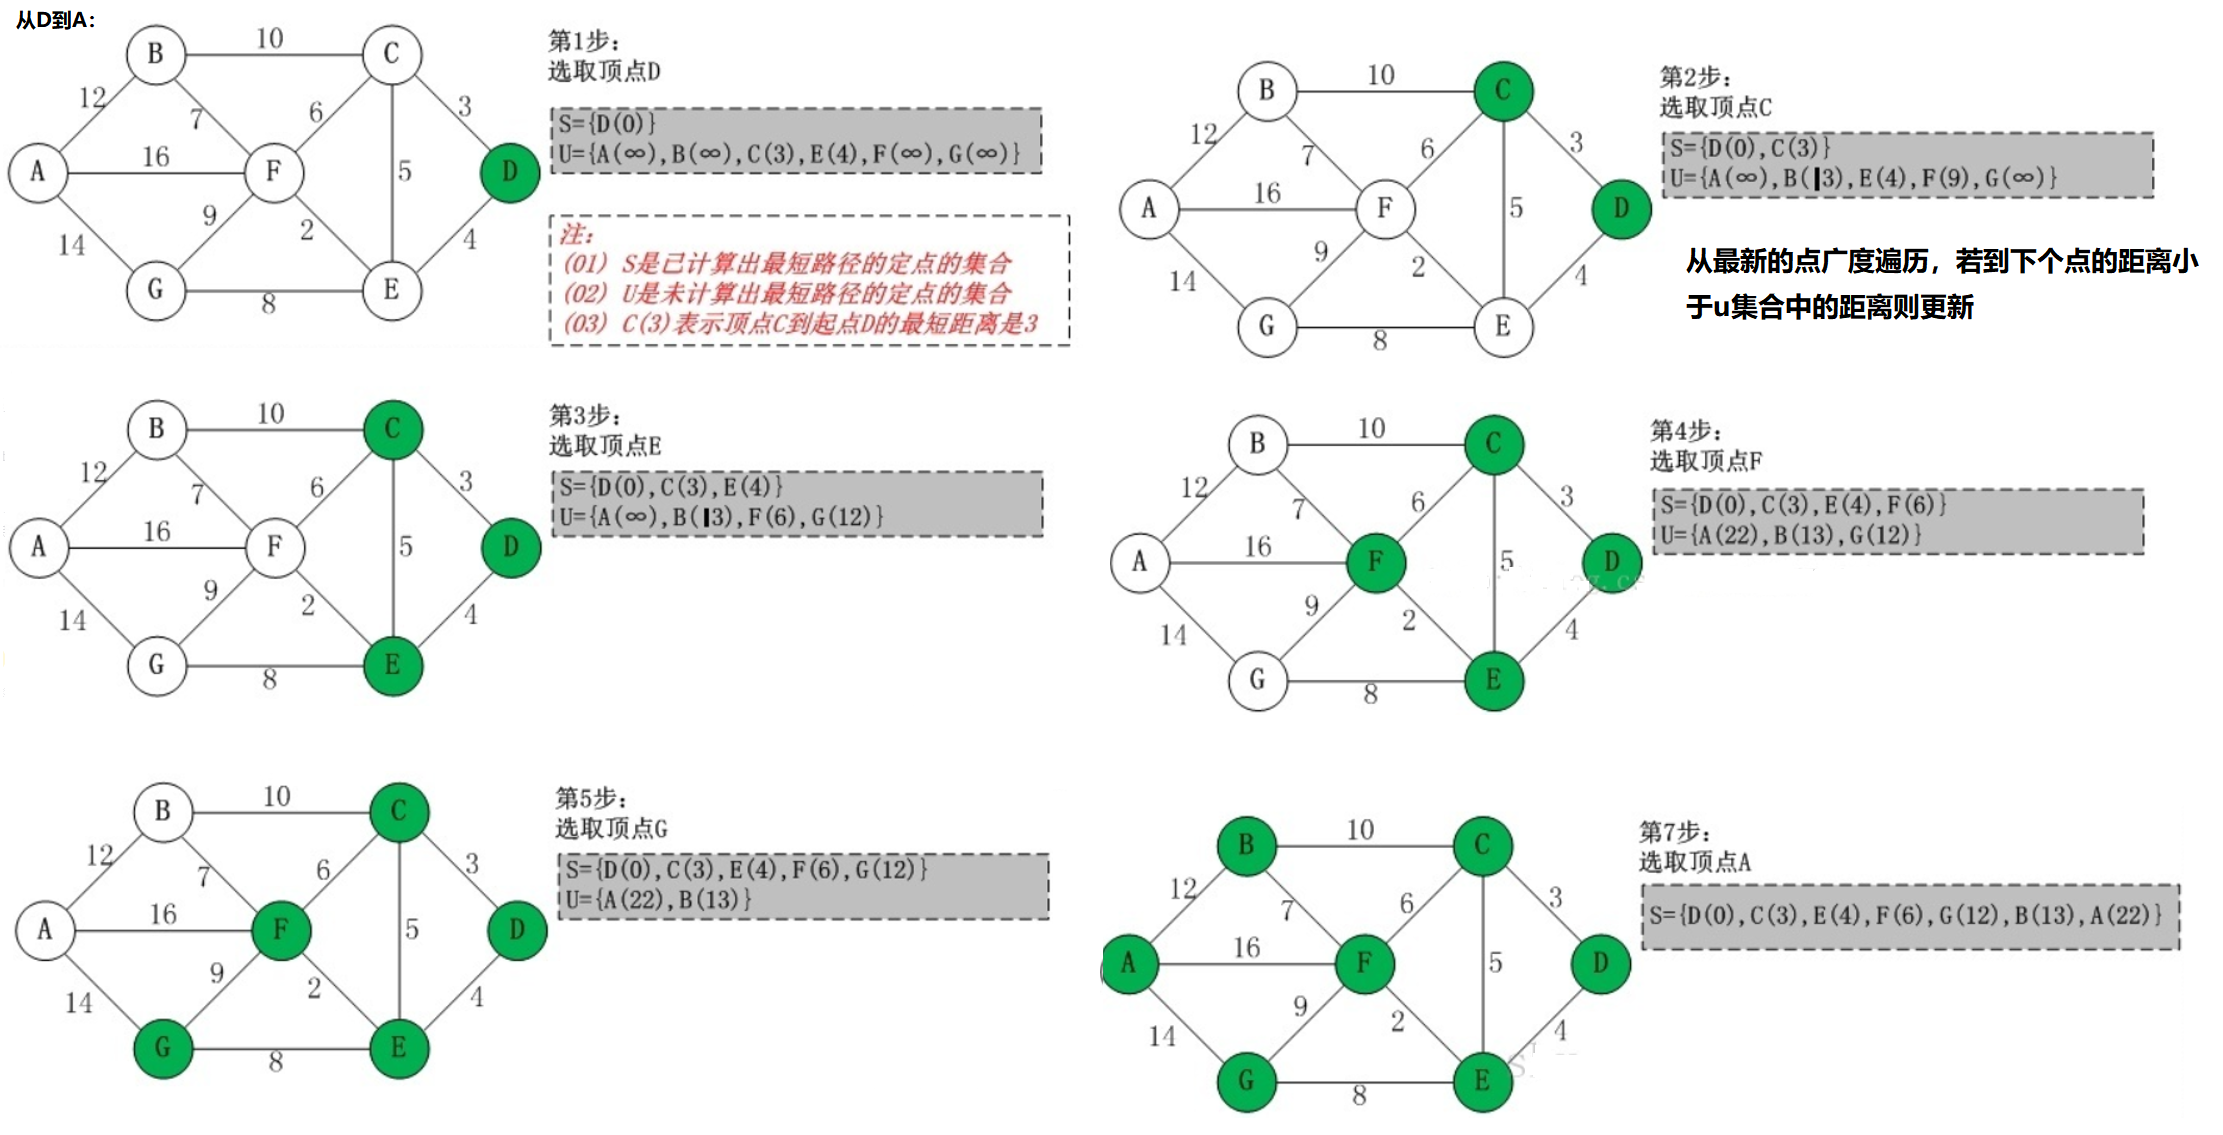 从D到A:
B 10 C
12 7 6 3
A 16 F 5 D
14 9 2 4
G 8 E
第1步:
选取顶点D
S={D(0)}
U={A(∞),B(∞),C(3),E(4),F(∞),G(∞)}
注:
(01) S是已计算出最短路径的定点的集合
(02) U是未计算出最短路径的定点的集合
(03) C(3)表示顶点C到起点D的最短距离是3
B 10 C
12 7 6 3
A 16 F 5 D
14 9 2 4
G 8 E
第2步:
选取顶点C
S={D(0),C(3)}
U={A(∞),B(13),E(4),F(9),G(∞)}
从最新的点广度遍历，若到下个点的距离小
于u集合中的距离则更新
B 10 C
12 7 6 3
A 16 F 5 D
14 9 2 4
G 8 E
第3步:
选取顶点E
S={D(0),C(3),E(4)}
U={A(∞),B(13),F(6),G(12)}
B 10 C
12 7 6 3
A 16 F 5 D
14 9 2 4
G 8 E
第4步:
选取顶点F
S={D(0),C(3),E(4),F(6)}
U={A(22),B(13),G(12)}
B 10 C
12 7 6 3
A 16 F 5 D
14 9 2 4
G 8 E
第5步:
选取顶点G
S={D(0),C(3),E(4),F(6),G(12)}
U={A(22),B(13)}
B 10 C
12 7 6 3
A 16 F 5 D
14 9 2 4
G 8 E
第7步:
选取顶点A
S={D(0),C(3),E(4),F(6),G(12),B(13),A(22)}